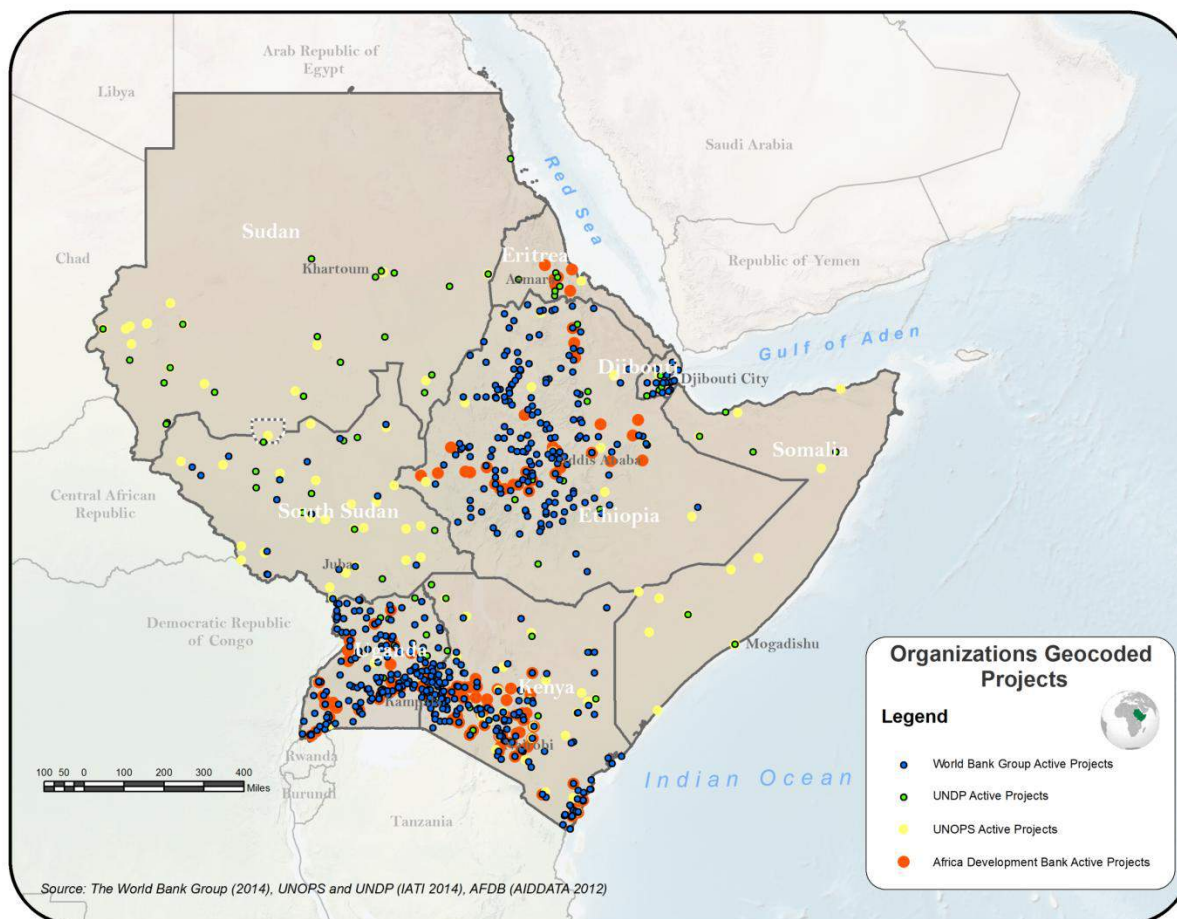 Arab Republic of
Egypt
Libya
Saudi Arabia
Red Sea
Sudan
Chad
Khartoum
Eritrea
Asmara
Republic of Yemen
Gulf of Aden
Djibouti
Djibouti City
Somalia
Addis Ababa
Ethiopia
Central African
Republic
South Sudan
Juba
Democratic Republic
of Congo
Mogadishu
Uganda
Kenya
Kampala
Nairobi
Rwanda
Burundi
Tanzania
Indian Ocean
100 50 0 100 200 300 400
Miles
Organizations Geocoded
Projects
Legend
World Bank Group Active Projects
UNDP Active Projects
UNOPS Active Projects
Africa Development Bank Active Projects
Source: The World Bank Group (2014), UNOPS and UNDP (IATI 2014), AFDB (AIDDATA 2012)